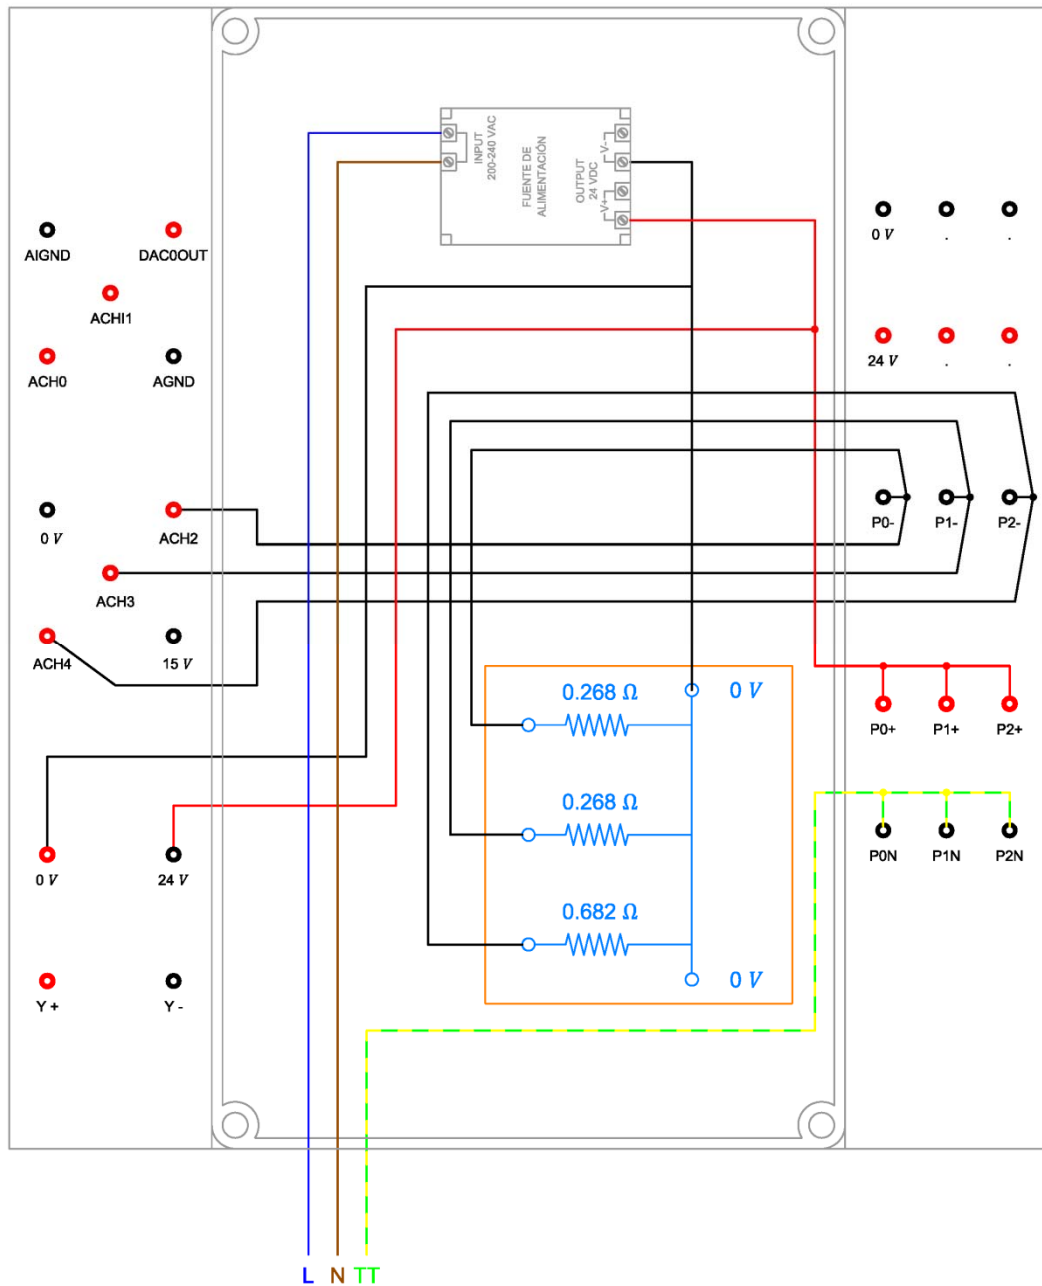 INPUT
200-240 VAC
FUENTE DE
ALIMENTACIÓN
OUTPUT
24 VDC
V-
V+
AIGND
DAC0OUT
ACHI1
ACH0
AGND
0 V
ACH2
ACH3
ACH4
15 V
0 V
24 V
Y +
Y -
0 V
.
.
24 V
.
.
P0-
P1-
P2-
P0+
P1+
P2+
P0N
P1N
P2N
0.268 Ω
0 V
0.268 Ω
0.682 Ω
0 V
L N TT